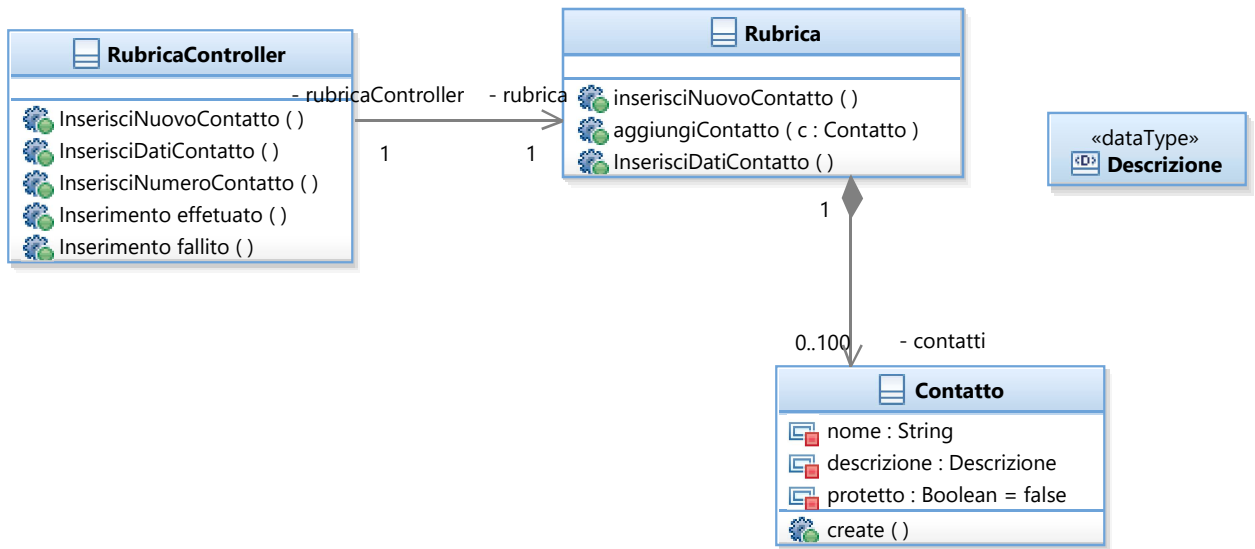 RubricaController
InserisciNuovoContatto ( )
InserisciDatiContatto ( )
InserisciNumeroContatto ( )
Inserimento effetuato ( )
Inserimento fallito ( )
- rubricaController
- rubrica
1
1
Rubrica
inserisciNuovoContatto ( )
aggiungiContatto ( c : Contatto )
InserisciDatiContatto ( )
«dataType»
<D> Descrizione
1
0..100
- contatti
Contatto
nome : String
descrizione : Descrizione
protetto : Boolean = false
create ( )